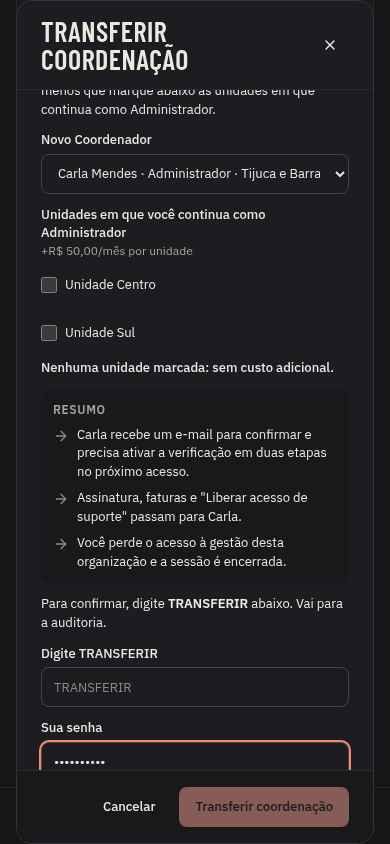 TRANSFERIR
COORDENAÇÃO
menos que marque abaixo as unidades em que
continua como Administrador.
Novo Coordenador
Carla Mendes · Administrador · Tijuca e Barra
Unidades em que você continua como
Administrador
+R$ 50,00/mês por unidade
Unidade Centro
Unidade Sul
Nenhuma unidade marcada: sem custo adicional.
RESUMO
Carla recebe um e-mail para confirmar e
precisa ativar a verificação em duas etapas
no próximo acesso.
Assinatura, faturas e "Liberar acesso de
suporte" passam para Carla.
Você perde o acesso à gestão desta
organização e a sessão é encerrada.
Para confirmar, digite TRANSFERIR abaixo. Vai para
a auditoria.
Digite TRANSFERIR
TRANSFERIR
Sua senha
••••••••••
Cancelar
Transferir coordenação